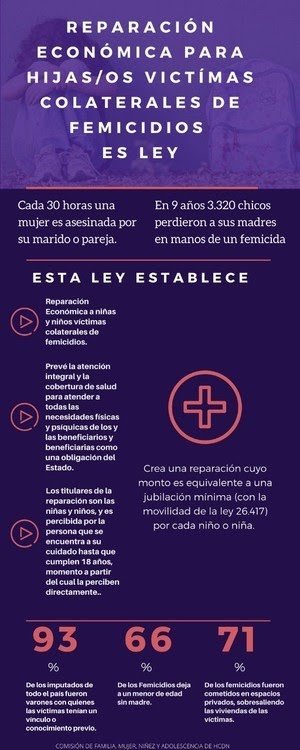 REPARACIÓN
ECONÓMICA PARA
HIJAS/OS VICTÍMAS
COLATERALES DE
FEMICIDIOS
ES LEY
Cada 30 horas una
mujer es asesinada por
su marido o pareja.
En 9 años 3.320 chicos
perdieron a sus madres
en manos de un femicida
ESTA LEY ESTABLECE
Reparación
Económica a niñas
y niños víctimas
colaterales de
femicidios.
Prevé la atención
integral y la
cobertura de salud
para atender a
todas las
necesidades físicas
y psíquicas de los y
las beneficiarios y
beneficiarias como
una obligación del
Estado.
Los titulares de la
reparación son las
niñas y niños, y es
percibida por la
persona que se
encuentra a su
cuidado hasta que
cumplen 18 años,
momento a partir
del cual la perciben
directamente..
Crea una reparación cuyo
monto es equivalente a una
jubilación mínima (con la
movilidad de la ley 26.417)
por cada niño o niña.
93
%
De los imputados de
todo el país fueron
varones con quienes
las víctimas tenían un
vínculo o
conocimiento previo.
66
%
De los Femicidios deja
a un menor de edad
sin madre.
71
%
De los femicidios fueron
cometidos en espacios
privados, sobresaliendo
las viviendas de las
víctimas.
COMISIÓN DE FAMILIA, MUJER, NIÑEZ Y ADOLESCENCIA DE HCDN